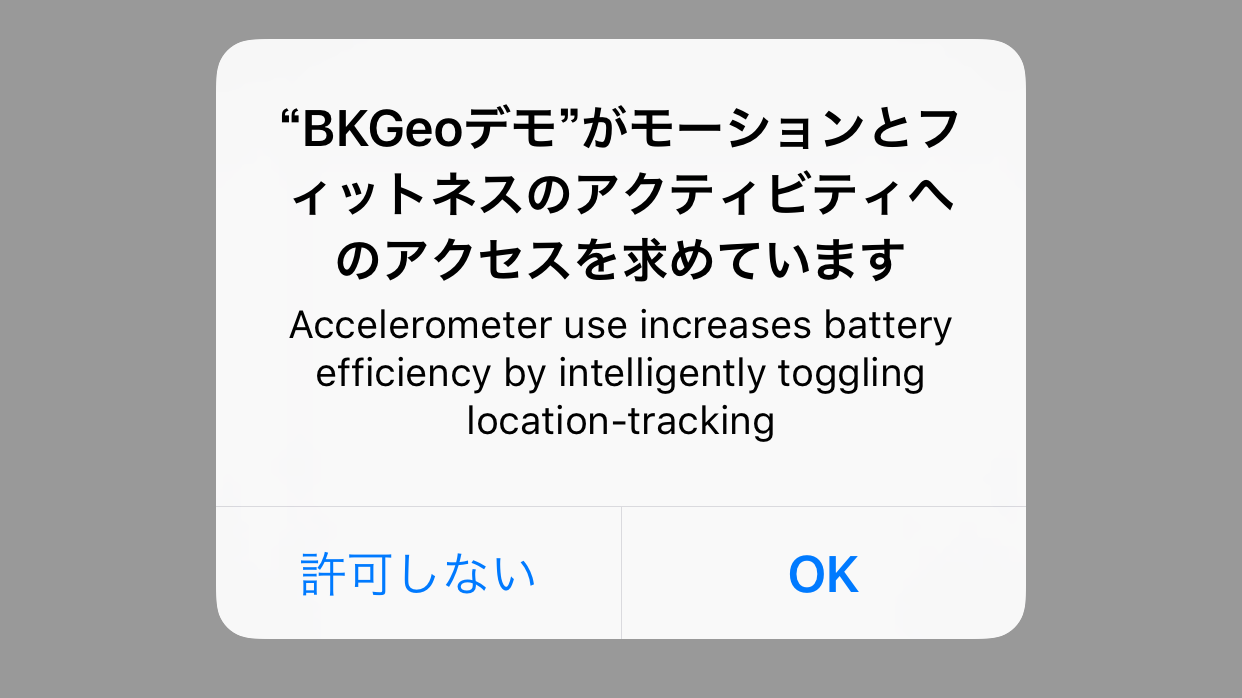 “BKGeoデモ”がモーションとフ
ィットネスのアクティビティへ
のアクセスを求めています
Accelerometer use increases battery
efficiency by intelligently toggling
location-tracking
許可しない
OK